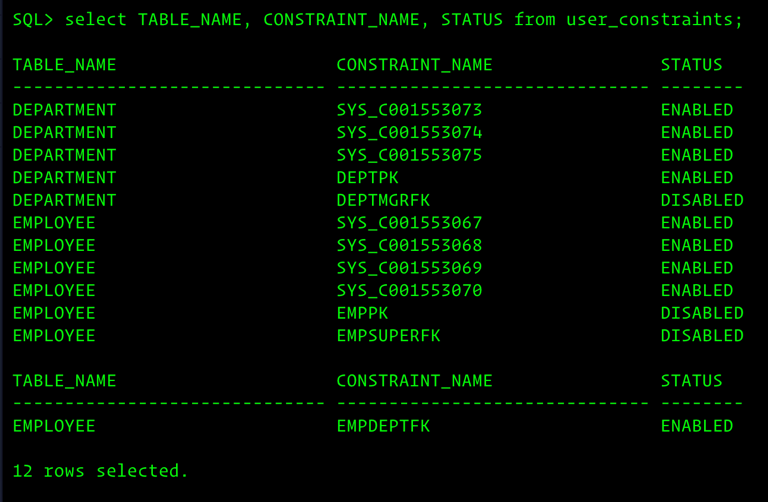 SQL> select TABLE_NAME, CONSTRAINT_NAME, STATUS from user_constraints;
TABLE_NAME                     CONSTRAINT_NAME                STATUS
------------------------------ ------------------------------ --------
DEPARTMENT                     SYS_C001553073                 ENABLED
DEPARTMENT                     SYS_C001553074                 ENABLED
DEPARTMENT                     SYS_C001553075                 ENABLED
DEPARTMENT                     DEPTPK                         ENABLED
DEPARTMENT                     DEPTMGRFK                      DISABLED
EMPLOYEE                       SYS_C001553067                 ENABLED
EMPLOYEE                       SYS_C001553068                 ENABLED
EMPLOYEE                       SYS_C001553069                 ENABLED
EMPLOYEE                       SYS_C001553070                 ENABLED
EMPLOYEE                       EMPPK                          DISABLED
EMPLOYEE                       EMPSUPERFK                     DISABLED
TABLE_NAME                     CONSTRAINT_NAME                STATUS
------------------------------ ------------------------------ --------
EMPLOYEE                       EMPDEPTFK                      ENABLED
12 rows selected.